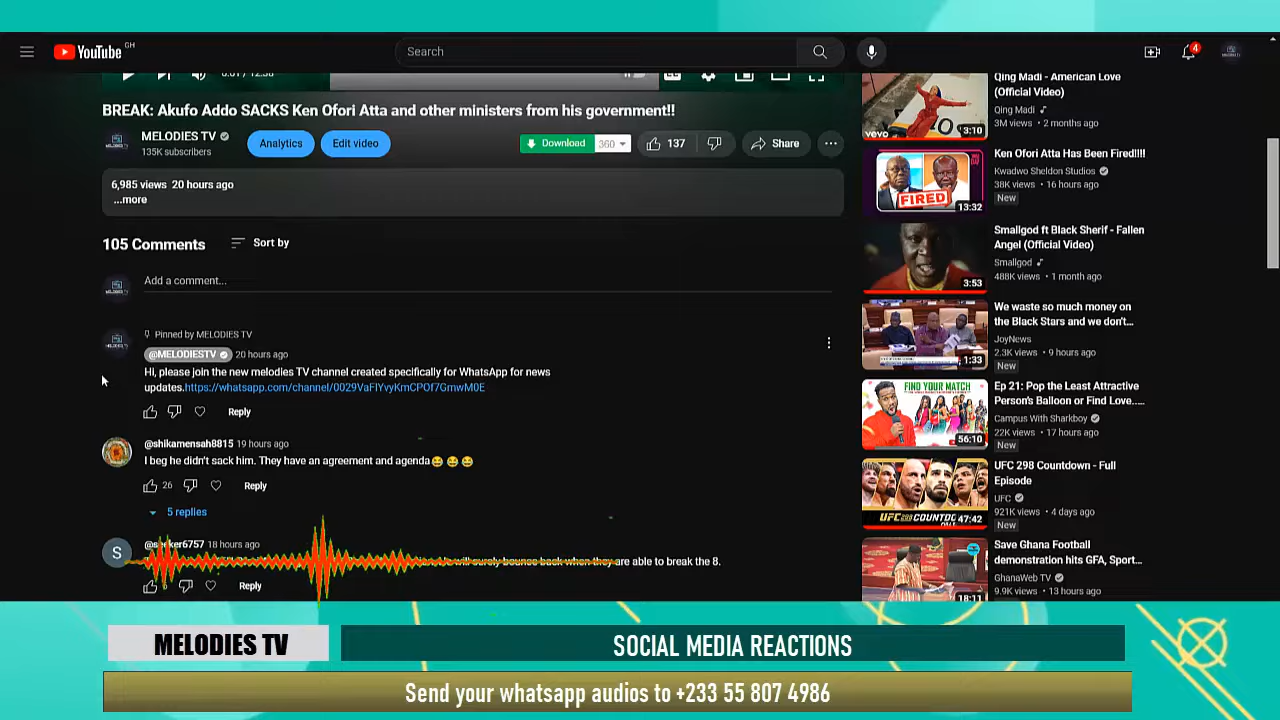 YouTube GH
Search
4
BREAK: Akufo Addo SACKS Ken Ofori Atta and other ministers from his government!!
MELODIES TV
135K subscribers
Analytics
Edit video
Download
360
137
Share
6,985 views 20 hours ago
...more
105 Comments
Sort by
Add a comment...
Pinned by MELODIES TV
@MELODIESTV 20 hours ago
Hi, please join the new melodies TV channel created specifically for WhatsApp for news
updates.https://whatsapp.com/channel/0029VaFIYvyKmCPOf7GmwM0E
Reply
@shikamensah8815 19 hours ago
I beg he didn't sack him. They have an agreement and agenda😂 😂 😂
26
Reply
5 replies
S
18 hours ago
will surely bounce back when they are able to break the 8.
Reply
Qing Madi - American Love
(Official Video)
Qing Madi
3M views • 2 months ago
vevo
3:10
Ken Ofori Atta Has Been Fired!!!!
Kwadwo Sheldon Studios
38K views • 16 hours ago
New
FIRED
13:32
Smallgod ft Black Sherif - Fallen
Angel (Official Video)
Smallgod
488K views • 1 month ago
3:53
We waste so much money on
the Black Stars and we don't...
JoyNews
2.3K views • 9 hours ago
New
1:33
Ep 21: Pop the Least Attractive
Person's Balloon or Find Love....
Campus With Sharkboy
22K views • 17 hours ago
New
FIND YOUR MATCH
56:10
UFC 298 Countdown - Full
Episode
UFC
921K views • 4 days ago
New
UFC 298 COUNTDO
47:42
Save Ghana Football
demonstration hits GFA, Sport...
GhanaWeb TV
9.9K views • 13 hours ago
18:11
MELODIES TV
SOCIAL MEDIA REACTIONS
Send your whatsapp audios to +233 55 807 4986